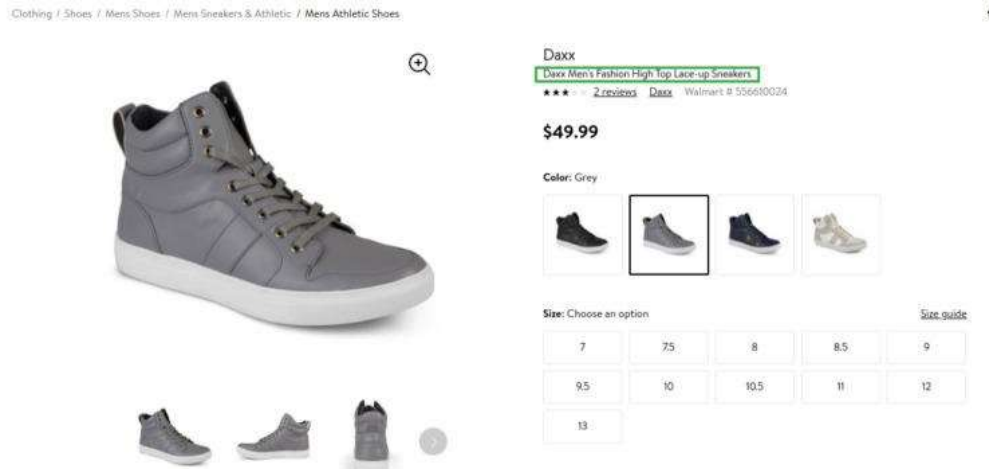 Clothing / Shoes / Mens Shoes / Mens Sneakers & Athletic / Mens Athletic Shoes
Daxx
Daxx Men's Fashion High Top Lace-up Sneakers
2 reviews Daxx Walmart # 556610024
$49.99
Color: Grey
Size: Choose an option Size guide
7 7.5 8 8.5 9
9.5 10 10.5 11 12
13